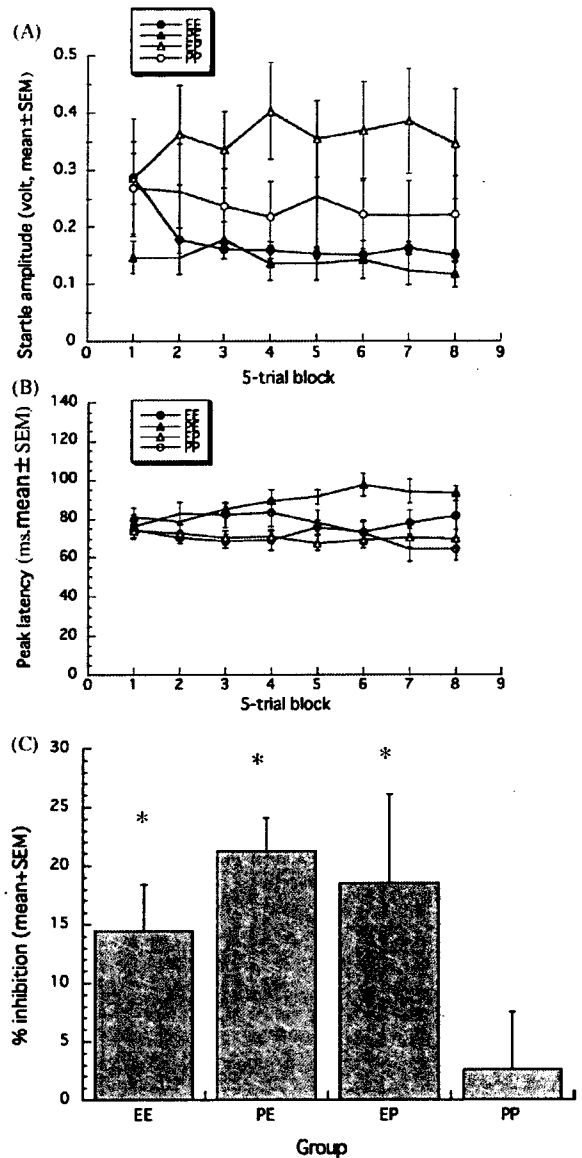 (A)
EE
PE
EP
PP
0.5
0.4
0.3
0.2
0.1
0
Startle amplitude (volt, mean±SEM)
0 1 2 3 4 5 6 7 8 9
5-trial block
(B)
EE
PE
EP
PP
140
120
100
80
60
40
20
0
Peak latency (ms. mean±SEM)
0 1 2 3 4 5 6 7 8 9
5-trial block
(C)
30
25
20
15
10
5
0
% inhibition (mean+SEM)
* * *
EE PE EP PP
Group